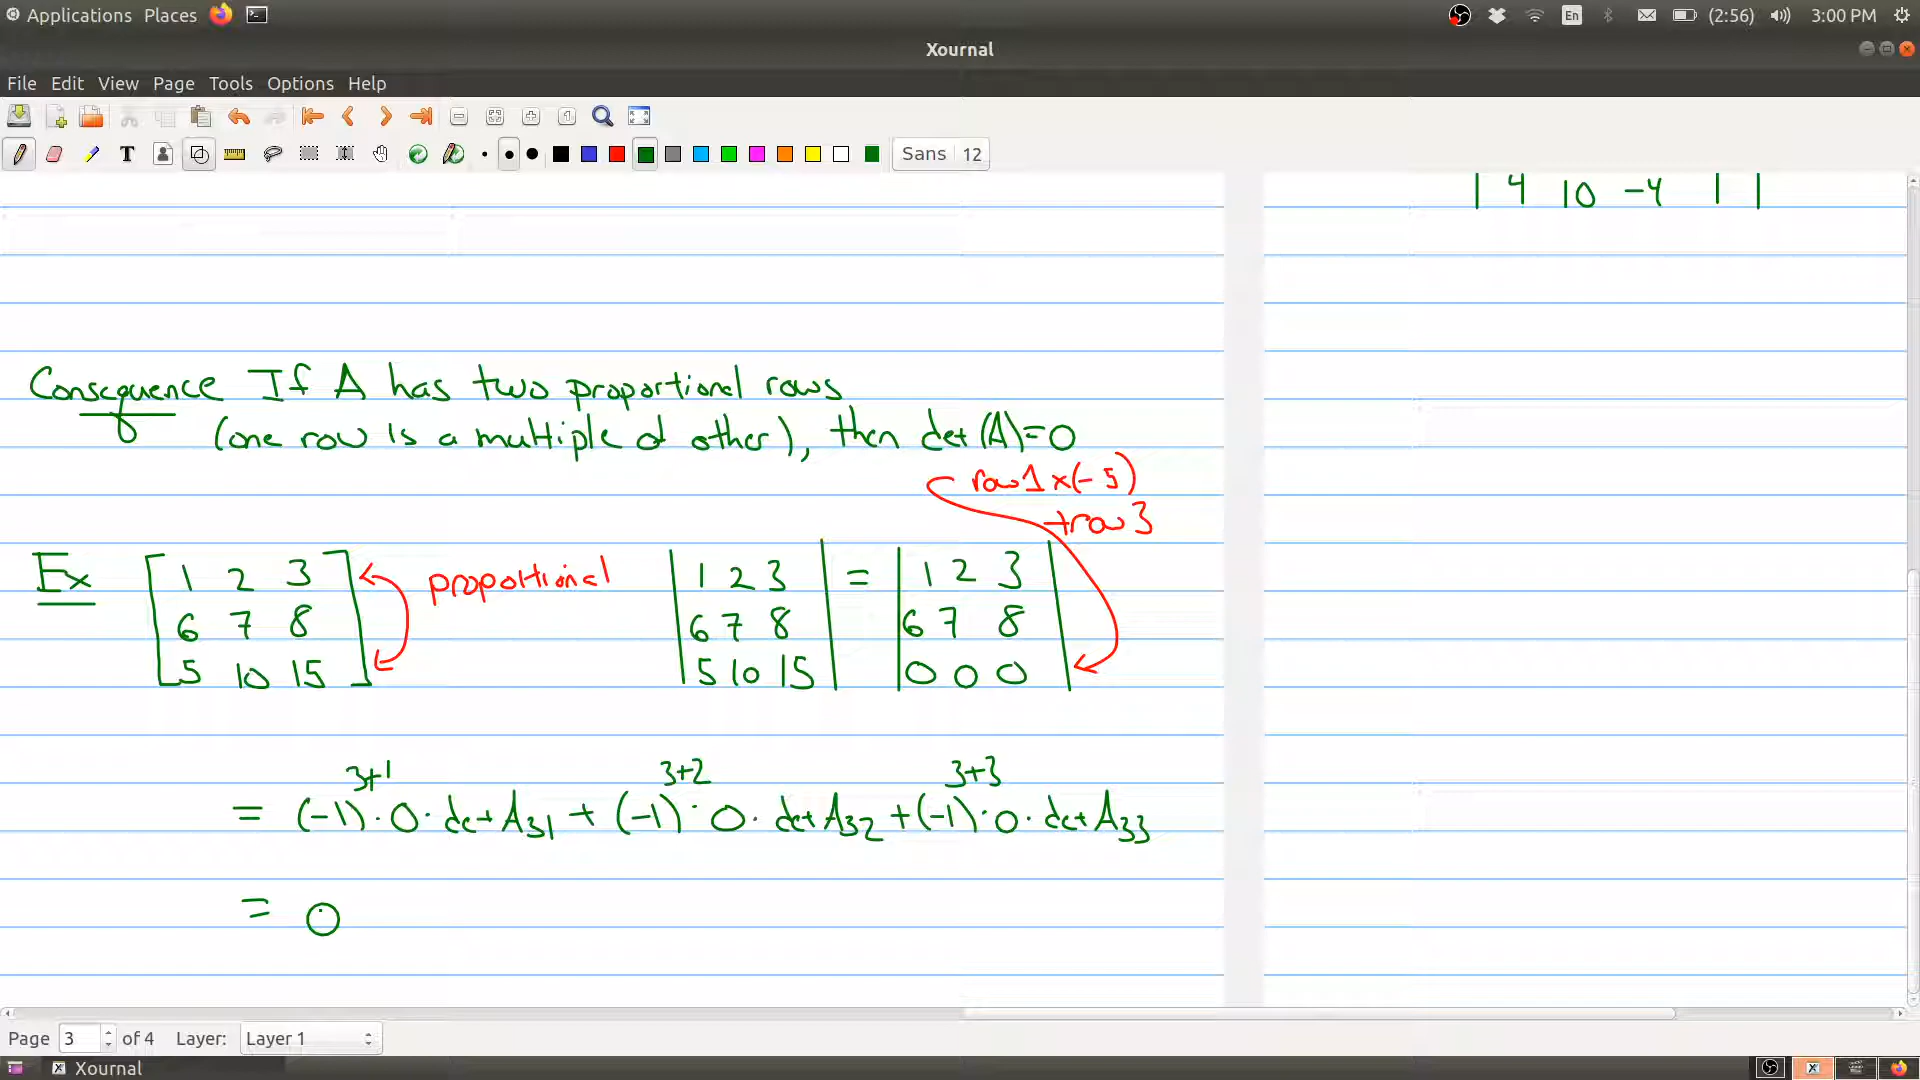 Applications Places En (2:56) 3:00 PM
Xournal
File Edit View Page Tools Options Help
T Sans 12
| 4 10 -4 1 |
Consequence If A has two proportional rows
(one row is a multiple of other), then det(A)=0
row1×(-5)
+row3
Ex [1 2 3 proportional |1 2 3| = |1 2 3|
6 7 8 6 7 8 6 7 8
5 10 15] |5 10 15| |0 0 0|
3+1 3+2 3+3
= (-1)·0·det A31 + (-1)·0·det A32 + (-1)·0·det A33
= 0
Page 3 of 4 Layer: Layer 1
Xournal